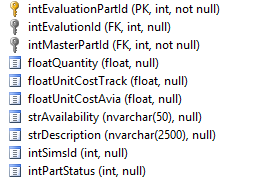 intEvaluationPartId (PK, int, not null)
intEvalutionId (FK, int, null)
intMasterPartId (FK, int, not null)
floatQuantity (float, null)
floatUnitCostTrack (float, null)
floatUnitCostAvia (float, null)
strAvailability (nvarchar(50), null)
strDescription (nvarchar(2500), null)
intSimsId (int, null)
intPartStatus (int, null)